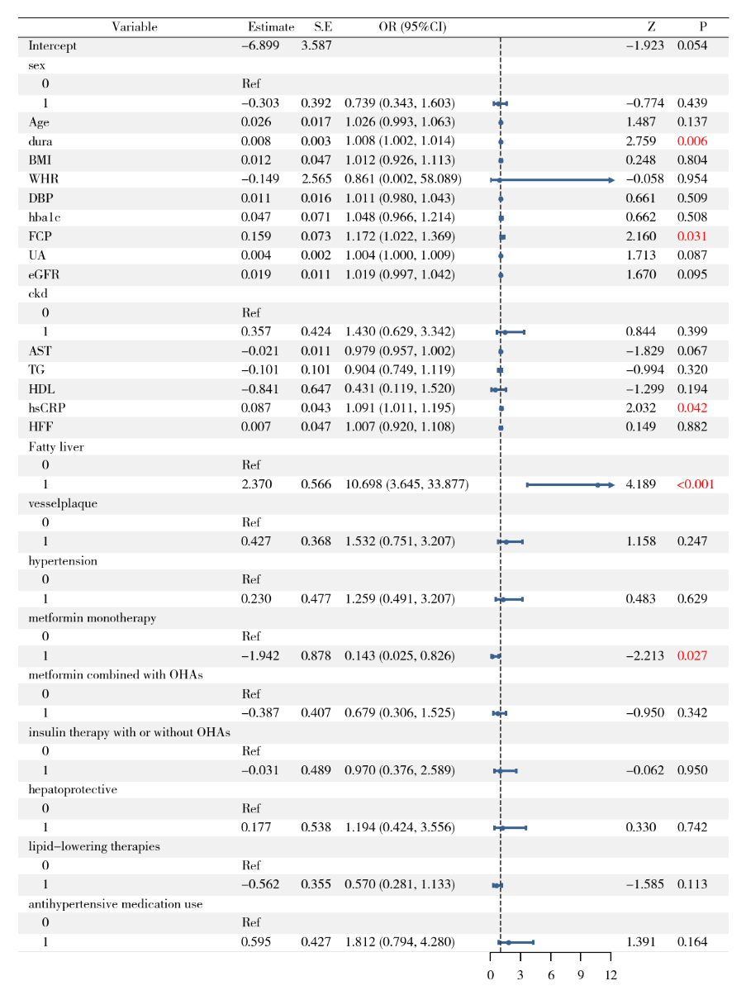 Variable Estimate S.E OR (95%CI) Z P
Intercept −6.899 3.587 −1.923 0.054
sex
0 Ref
1 −0.303 0.392 0.739 (0.343, 1.603) −0.774 0.439
Age 0.026 0.017 1.026 (0.993, 1.063) 1.487 0.137
dura 0.008 0.003 1.008 (1.002, 1.014) 2.759 0.006
BMI 0.012 0.047 1.012 (0.926, 1.113) 0.248 0.804
WHR −0.149 2.565 0.861 (0.002, 58.089) −0.058 0.954
DBP 0.011 0.016 1.011 (0.980, 1.043) 0.661 0.509
hba1c 0.047 0.071 1.048 (0.966, 1.214) 0.662 0.508
FCP 0.159 0.073 1.172 (1.022, 1.369) 2.160 0.031
UA 0.004 0.002 1.004 (1.000, 1.009) 1.713 0.087
eGFR 0.019 0.011 1.019 (0.997, 1.042) 1.670 0.095
ckd
0 Ref
1 0.357 0.424 1.430 (0.629, 3.342) 0.844 0.399
AST −0.021 0.011 0.979 (0.957, 1.002) −1.829 0.067
TG −0.101 0.101 0.904 (0.749, 1.119) −0.994 0.320
HDL −0.841 0.647 0.431 (0.119, 1.520) −1.299 0.194
hsCRP 0.087 0.043 1.091 (1.011, 1.195) 2.032 0.042
HFF 0.007 0.047 1.007 (0.920, 1.108) 0.149 0.882
Fatty liver
0 Ref
1 2.370 0.566 10.698 (3.645, 33.877) 4.189 <0.001
vesselplaque
0 Ref
1 0.427 0.368 1.532 (0.751, 3.207) 1.158 0.247
hypertension
0 Ref
1 0.230 0.477 1.259 (0.491, 3.207) 0.483 0.629
metformin monotherapy
0 Ref
1 −1.942 0.878 0.143 (0.025, 0.826) −2.213 0.027
metformin combined with OHAs
0 Ref
1 −0.387 0.407 0.679 (0.306, 1.525) −0.950 0.342
insulin therapy with or without OHAs
0 Ref
1 −0.031 0.489 0.970 (0.376, 2.589) −0.062 0.950
hepatoprotective
0 Ref
1 0.177 0.538 1.194 (0.424, 3.556) 0.330 0.742
lipid−lowering therapies
0 Ref
1 −0.562 0.355 0.570 (0.281, 1.133) −1.585 0.113
antihypertensive medication use
0 Ref
1 0.595 0.427 1.812 (0.794, 4.280) 1.391 0.164
0 3 6 9 12